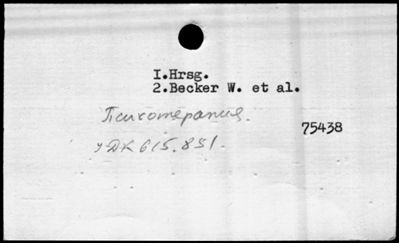 I.Hrsg.
2.Becker W. et al.
Психотерапия.
75438
УДК 615.851.